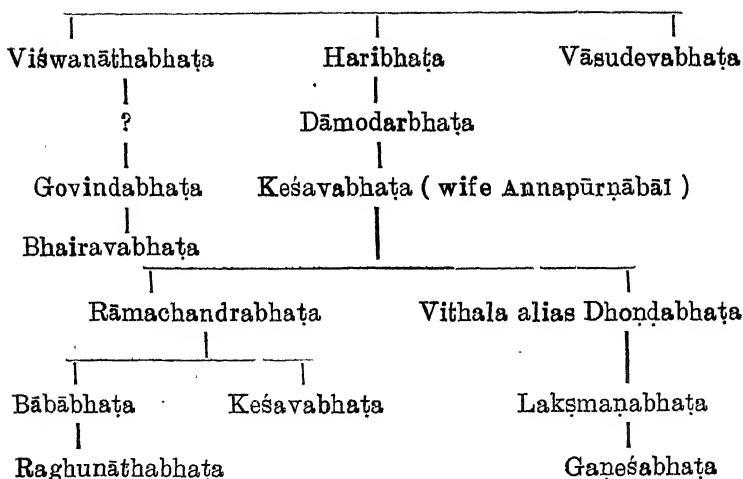 Viśwanāthabhaṭa Haribhaṭa Vāsudevabhaṭa
? Dāmodarbhaṭa
Govindabhaṭa Keśavabhaṭa ( wife Annapūrṇābāī )
Bhairavabhaṭa
Rāmachandrabhaṭa Vithala alias Dhoṇḍabhaṭa
Bābābhaṭa Keśavabhaṭa Lakṣmaṇabhaṭa
Raghunāthabhaṭa Gaṇeśabhaṭa